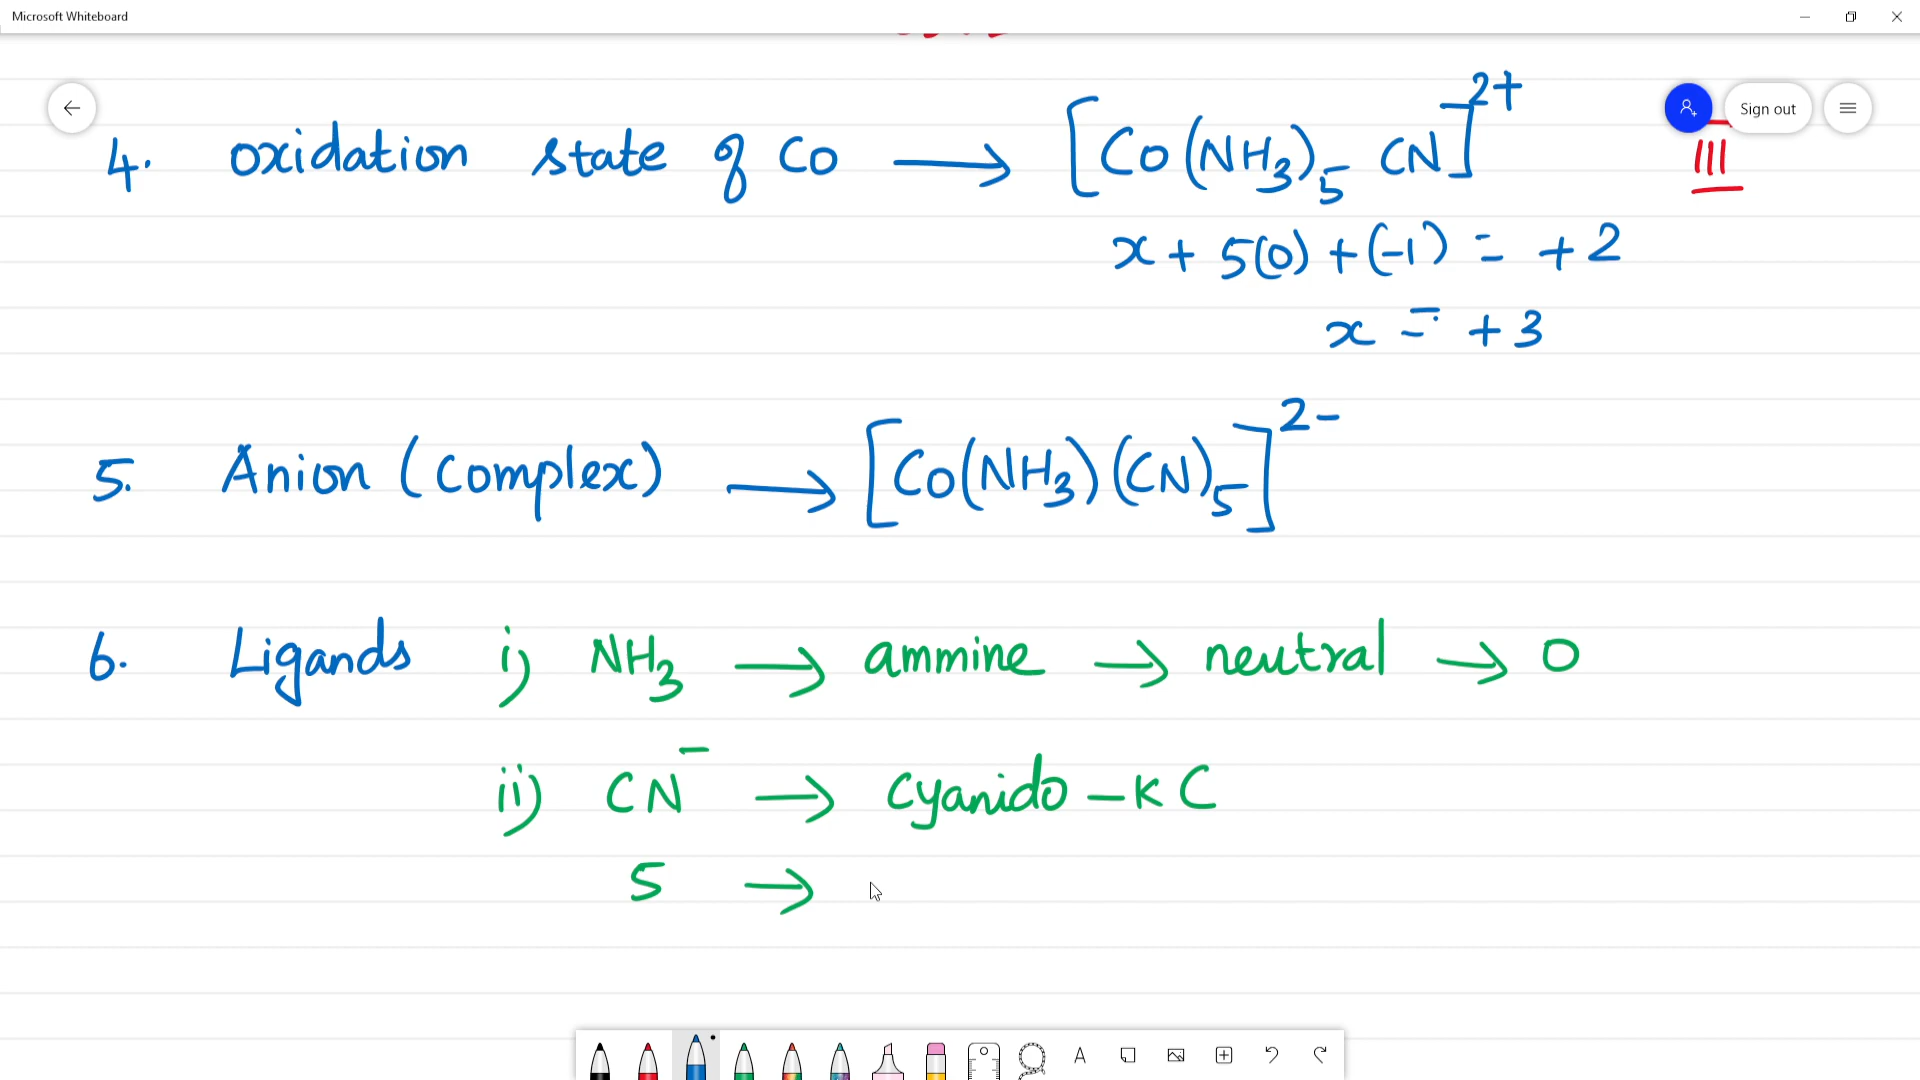 Microsoft Whiteboard
Sign out
4. oxidation state of Co → [Co(NH₃)₅ CN]²⁺ III
x + 5(0) + (-1) = +2
x = +3
5. Anion (Complex) → [Co(NH₃)(CN)₅]²⁻
6. Ligands i) NH₃ → ammine → neutral → 0
ii) CN⁻ → Cyanido – K C
5 →
A